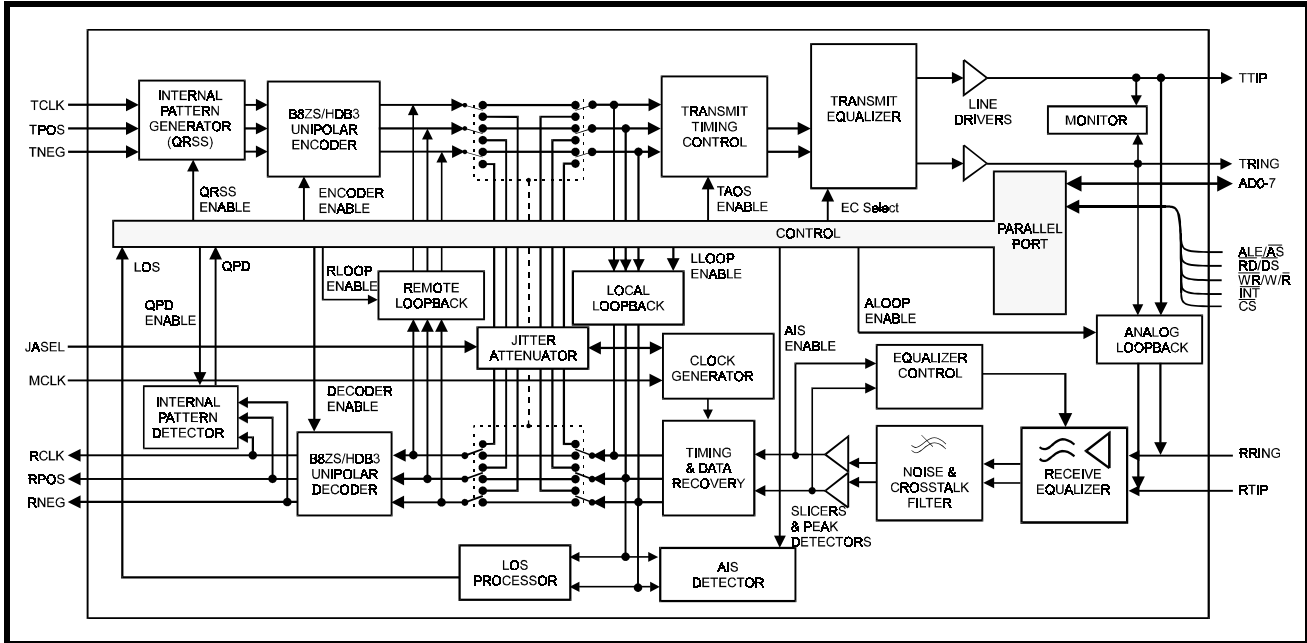 TCLK
TPOS
TNEG
INTERNAL
PATTERN
GENERATOR
(QRSS)
B8ZS/HDB3
UNIPOLAR
ENCODER
TRANSMIT
TIMING
CONTROL
TRANSMIT
EQUALIZER
LINE
DRIVERS
MONITOR
TTIP
TRING
AD0-7
QRSS
ENABLE
ENCODER
ENABLE
TAOS
ENABLE
EC Select
CONTROL
PARALLEL
PORT
ALE/AS
RD/DS
WR/W/R
INT
CS
LOS
QPD
QPD
ENABLE
RLOOP
ENABLE
REMOTE
LOOPBACK
LOCAL
LOOPBACK
LLOOP
ENABLE
ALOOP
ENABLE
AIS
ENABLE
ANALOG
LOOPBACK
JASEL
MCLK
JITTER
ATTENUATOR
CLOCK
GENERATOR
EQUALIZER
CONTROL
DECODER
ENABLE
INTERNAL
PATTERN
DETECTOR
RCLK
RPOS
RNEG
B8ZS/HDB3
UNIPOLAR
DECODER
TIMING
& DATA
RECOVERY
SLICERS
& PEAK
DETECTORS
NOISE &
CROSSTALK
FILTER
RECEIVE
EQUALIZER
RRING
RTIP
LOS
PROCESSOR
AIS
DETECTOR